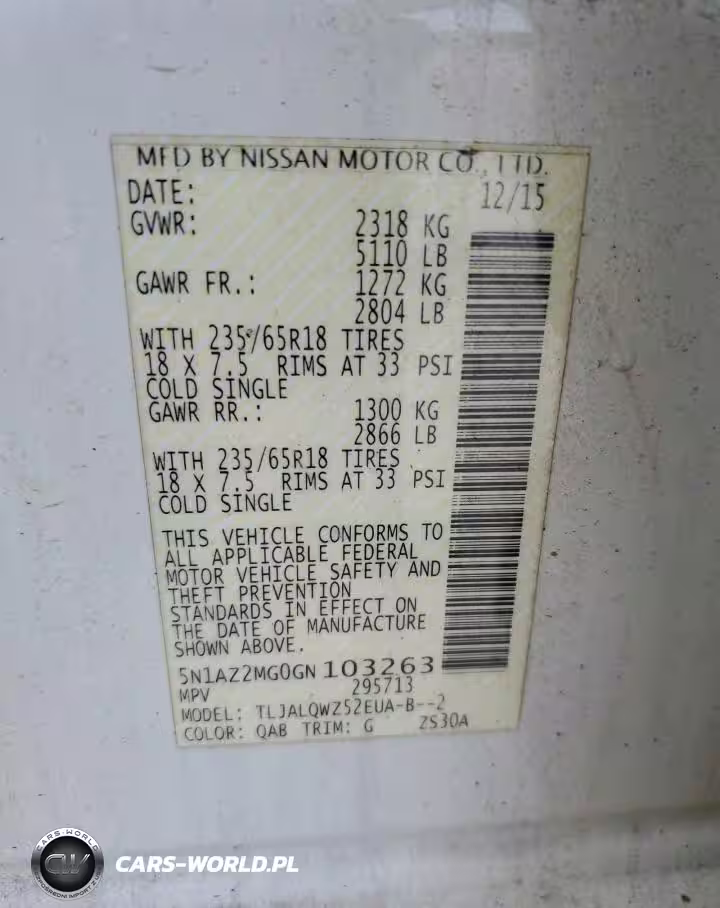 MFD BY NISSAN MOTOR CO., LTD.
DATE: 12/15
GVWR: 2318 KG
5110 LB
GAWR FR.: 1272 KG
2804 LB
WITH 235/65R18 TIRES
18 X 7.5 RIMS AT 33 PSI
COLD SINGLE
GAWR RR.: 1300 KG
2866 LB
WITH 235/65R18 TIRES
18 X 7.5 RIMS AT 33 PSI
COLD SINGLE
THIS VEHICLE CONFORMS TO
ALL APPLICABLE FEDERAL
MOTOR VEHICLE SAFETY AND
THEFT PREVENTION
STANDARDS IN EFFECT ON
THE DATE OF MANUFACTURE
SHOWN ABOVE.
5N1AZ2MG0GN103263
MPV 295713
MODEL: TLJALQWZ52EUA-B--2
COLOR: QAB TRIM: G ZS30A
CARS-WORLD
CW
CARS-WORLD.PL